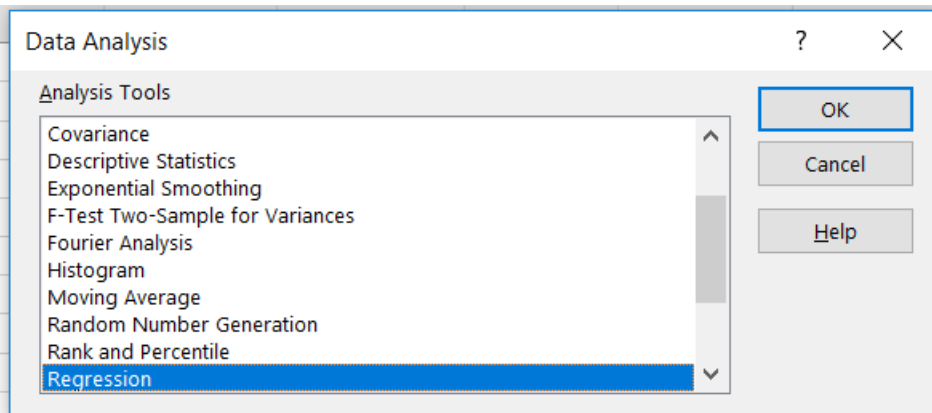 Data Analysis
?
Analysis Tools
Covariance
Descriptive Statistics
Exponential Smoothing
F-Test Two-Sample for Variances
Fourier Analysis
Histogram
Moving Average
Random Number Generation
Rank and Percentile
Regression
OK
Cancel
Help